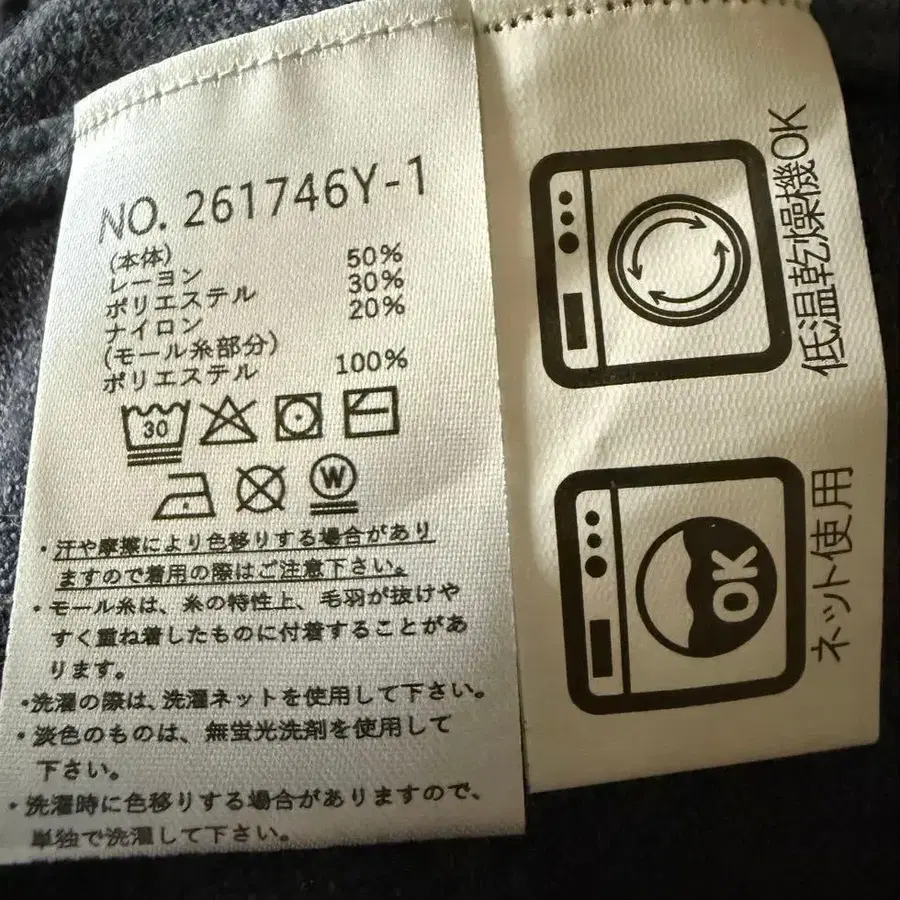 NO. 261746Y-1
(本体)
レーヨン 50%
ポリエステル 30%
ナイロン 20%
(モール糸部分)
ポリエステル 100%
30
W
・汗や摩擦により色移りする場合があり
ますので着用の際はご注意下さい。
・モール糸は、糸の特性上、毛羽が抜けや
すく重ね着したものに付着することがあ
ります。
・洗濯の際は、洗濯ネットを使用して下さい。
・淡色のものは、無蛍光洗剤を使用して
下さい。
・洗濯時に色移りする場合がありますので、
単独で洗濯して下さい。
低温乾燥機OK
OK
ネット使用